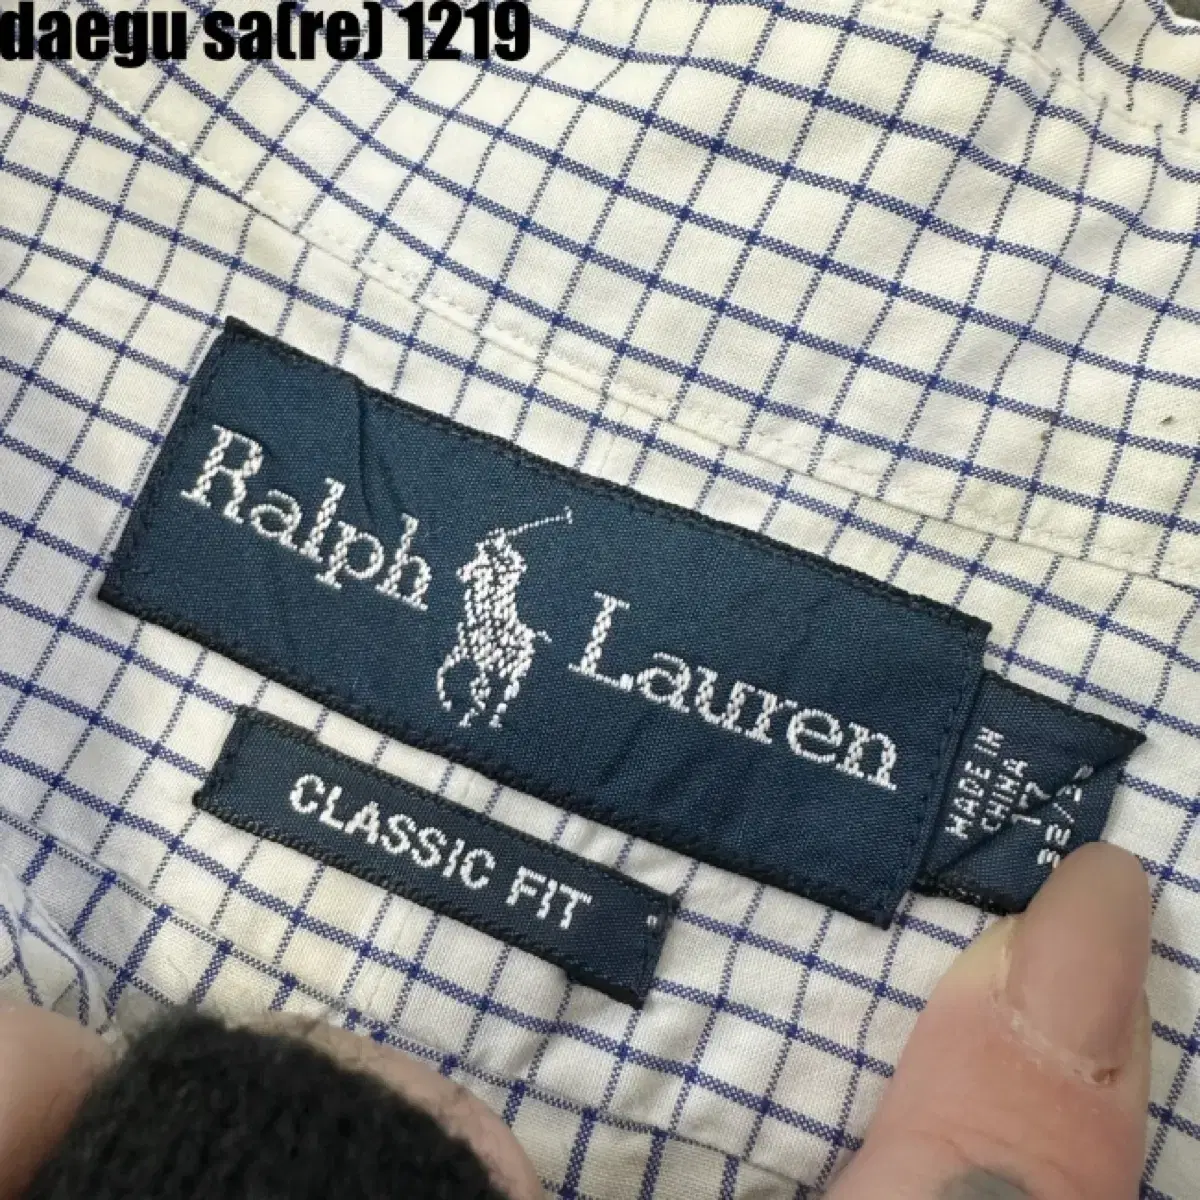 daegu sa(re) 1219
Ralph Lauren
CLASSIC FIT
MADE IN
CHINA
17